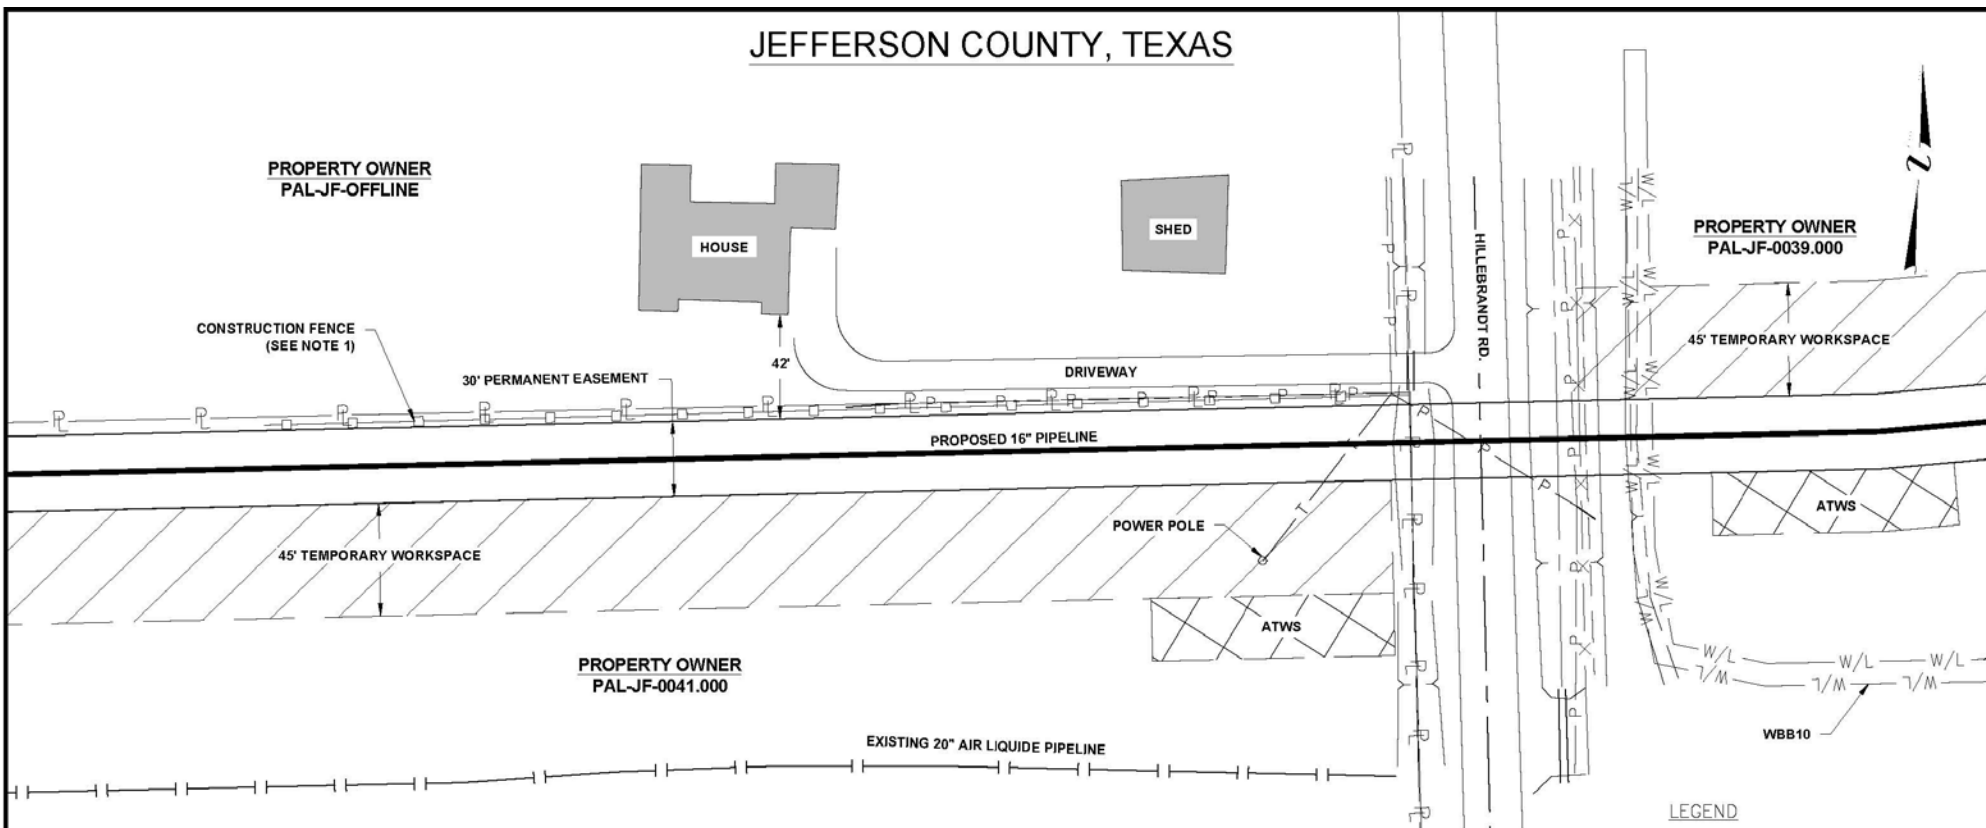 JEFFERSON COUNTY, TEXAS
PROPERTY OWNER
PAL-JF-OFFLINE
HOUSE
SHED
HILLEBRANDT RD.
PROPERTY OWNER
PAL-JF-0039.000
CONSTRUCTION FENCE
(SEE NOTE 1)
42'
45' TEMPORARY WORKSPACE
30' PERMANENT EASEMENT
DRIVEWAY
PROPOSED 16" PIPELINE
ATWS
POWER POLE
45' TEMPORARY WORKSPACE
ATWS
PROPERTY OWNER
PAL-JF-0041.000
WBB10
EXISTING 20" AIR LIQUIDE PIPELINE
LEGEND